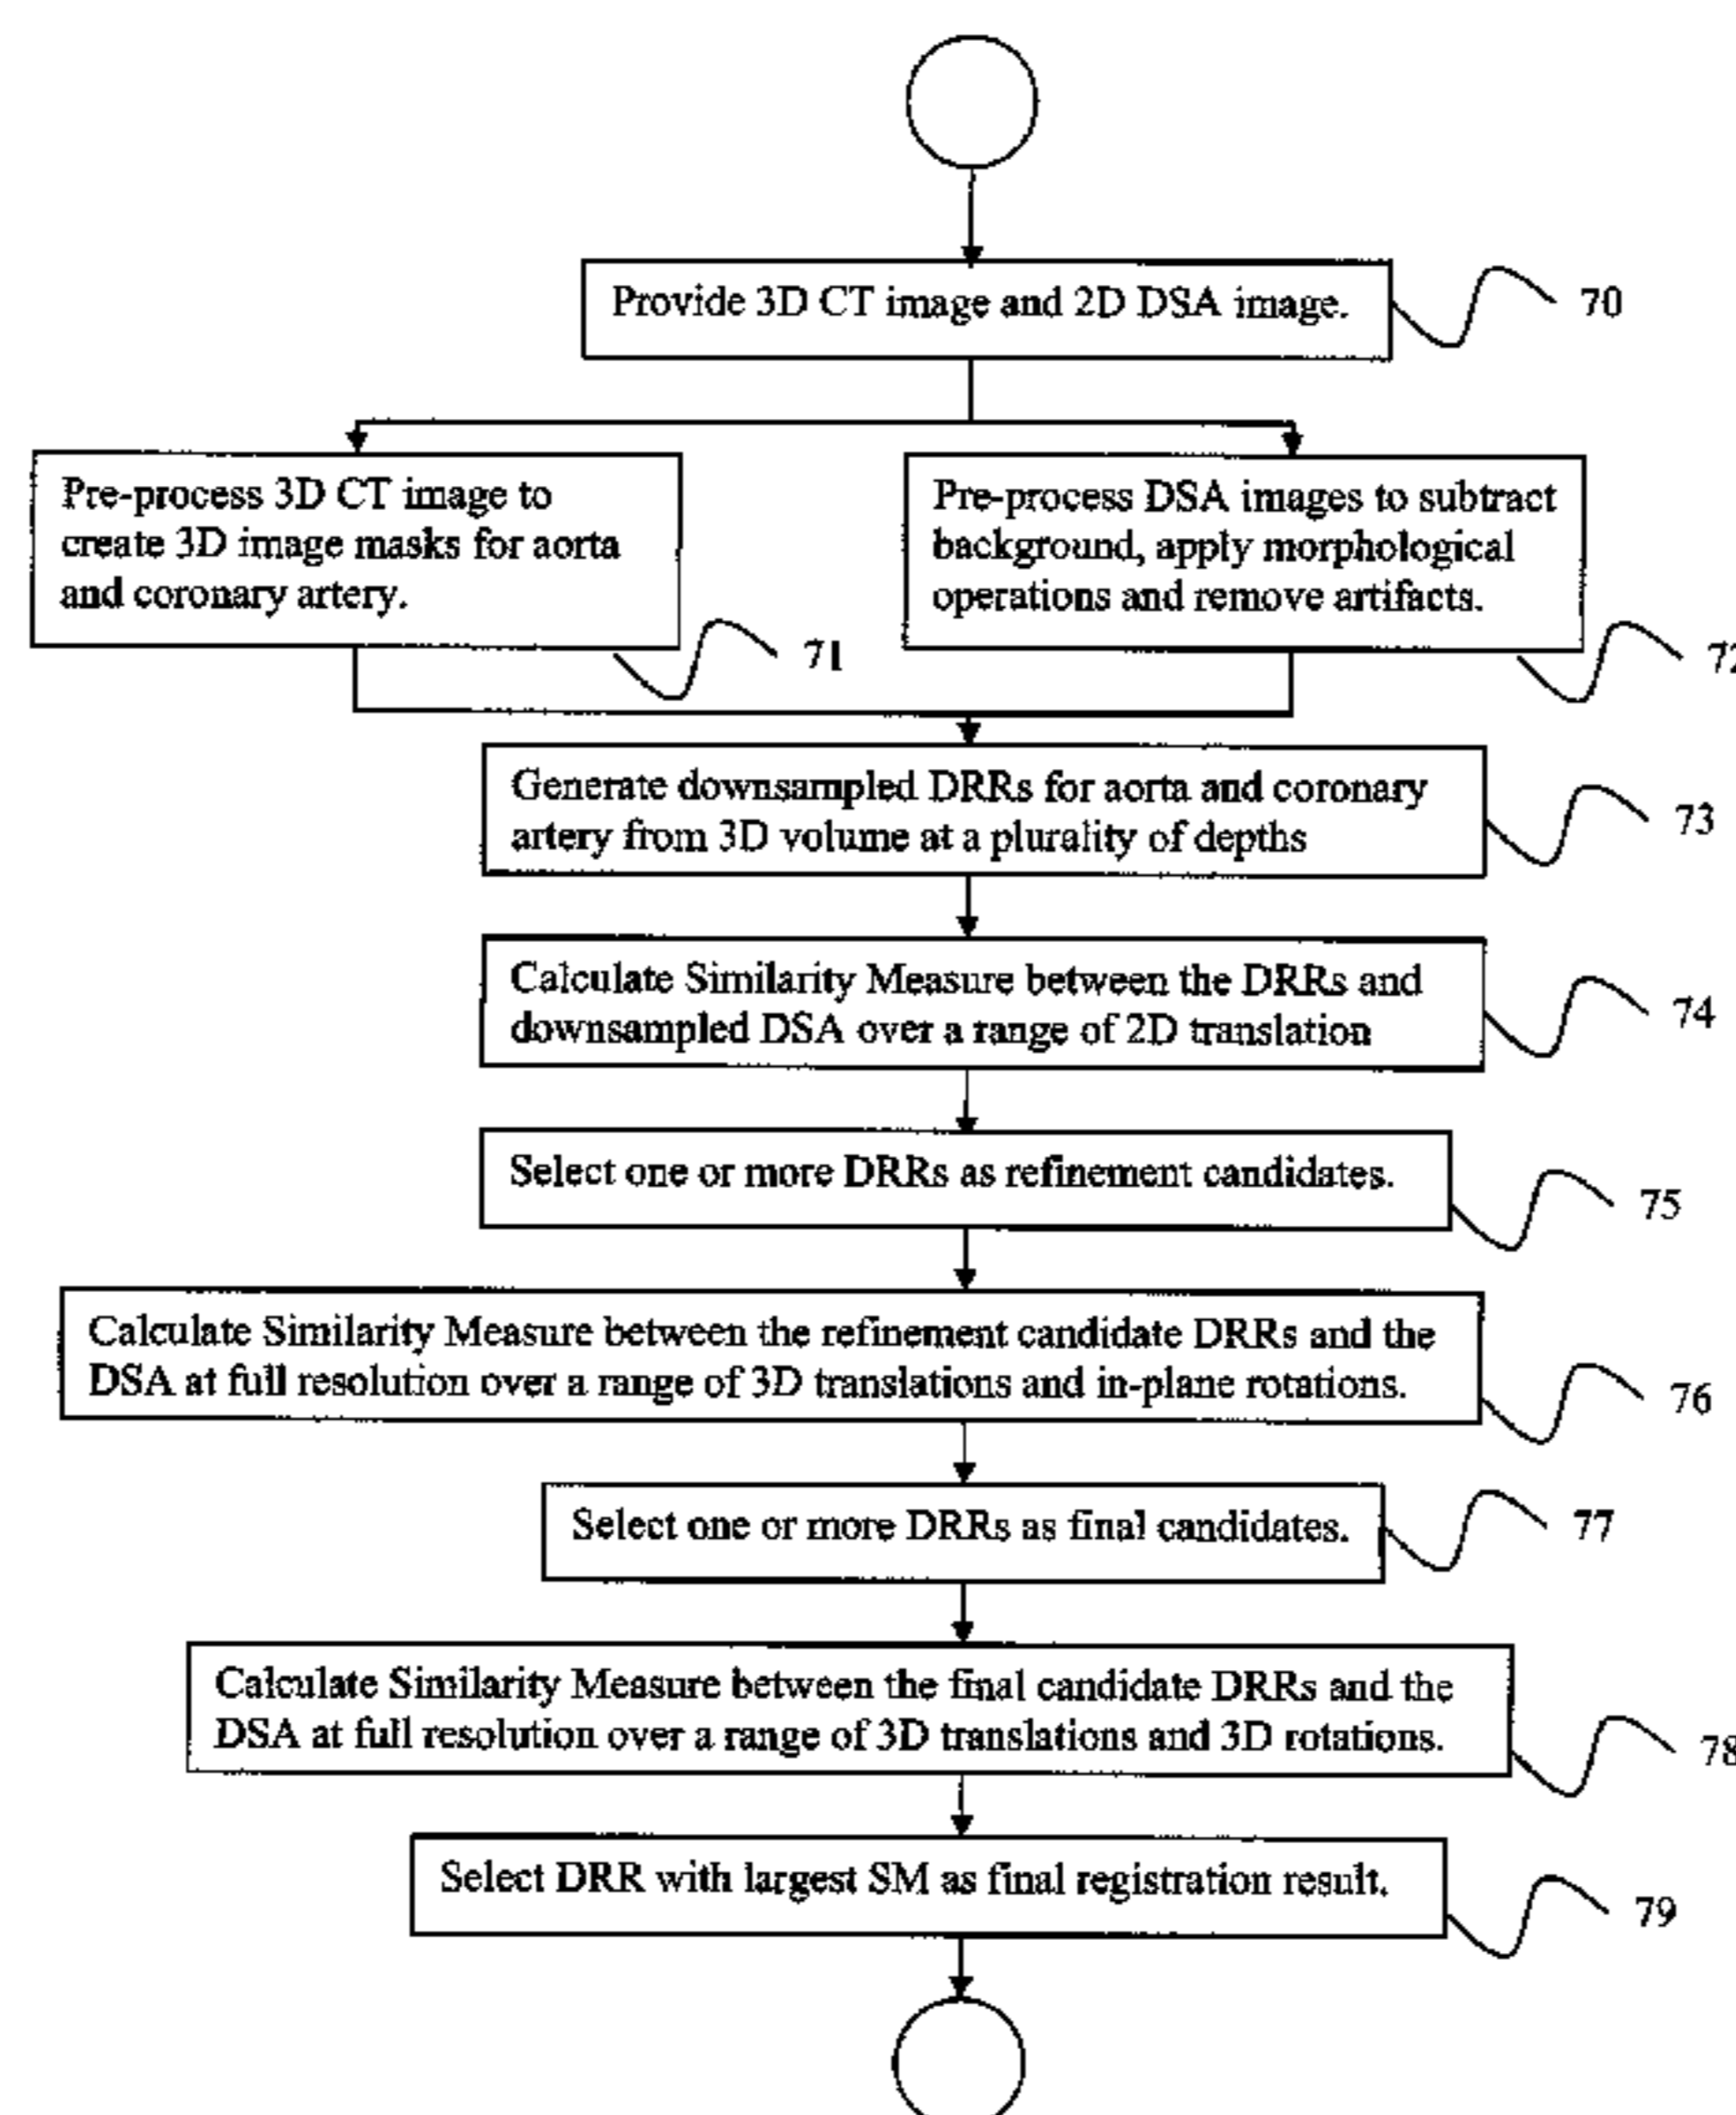 Provide 3D CT image and 2D DSA image.
70
Pre-process 3D CT image to
create 3D image masks for aorta
and coronary artery.
71
Pre-process DSA images to subtract
background, apply morphological
operations and remove artifacts.
72
Generate downsampled DRRs for aorta and coronary
artery from 3D volume at a plurality of depths
73
Calculate Similarity Measure between the DRRs and
downsampled DSA over a range of 2D translation
74
Select one or more DRRs as refinement candidates.
75
Calculate Similarity Measure between the refinement candidate DRRs and the
DSA at full resolution over a range of 3D translations and in-plane rotations.
76
Select one or more DRRs as final candidates.
77
Calculate Similarity Measure between the final candidate DRRs and the
DSA at full resolution over a range of 3D translations and 3D rotations.
78
Select DRR with largest SM as final registration result.
79